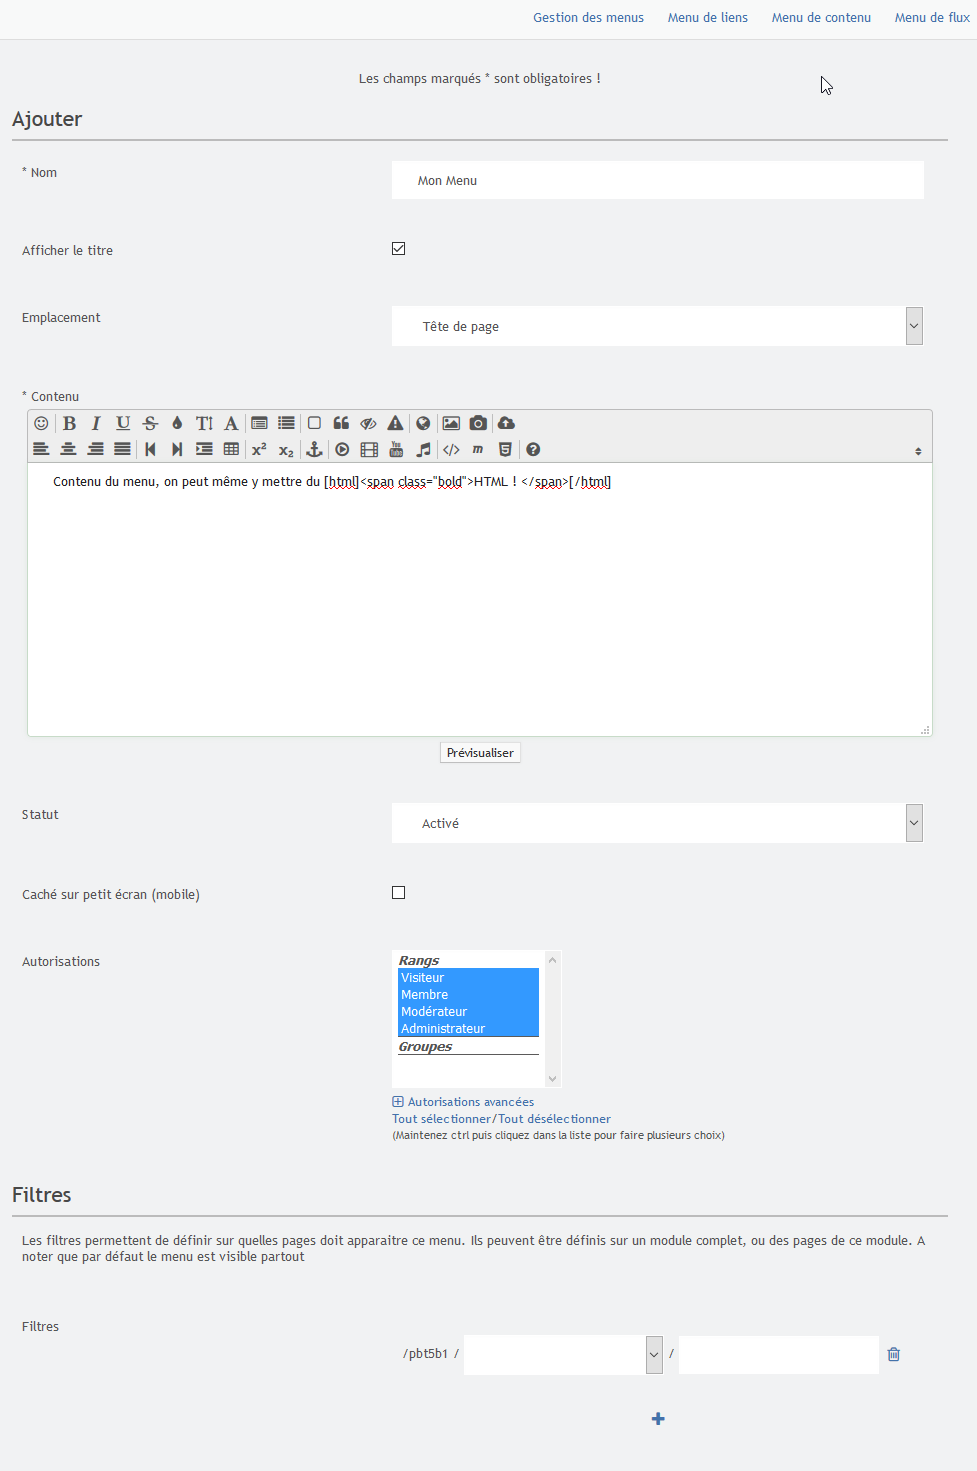 Gestion des menus Menu de liens Menu de contenu Menu de flux
Les champs marqués * sont obligatoires !
Ajouter
* Nom
Mon Menu
Afficher le titre
Emplacement
Tête de page
* Contenu
Contenu du menu, on peut même y mettre du [html]<span class="bold">HTML ! </span>[/html]
Prévisualiser
Statut
Activé
Caché sur petit écran (mobile)
Autorisations
Rangs
Visiteur
Membre
Modérateur
Administrateur
Groupes
Autorisations avancées
Tout sélectionner/Tout désélectionner
(Maintenez ctrl puis cliquez dans la liste pour faire plusieurs choix)
Filtres
Les filtres permettent de définir sur quelles pages doit apparaitre ce menu. Ils peuvent être définis sur un module complet, ou des pages de ce module. A
noter que par défaut le menu est visible partout
Filtres
/pbt5b1 / /